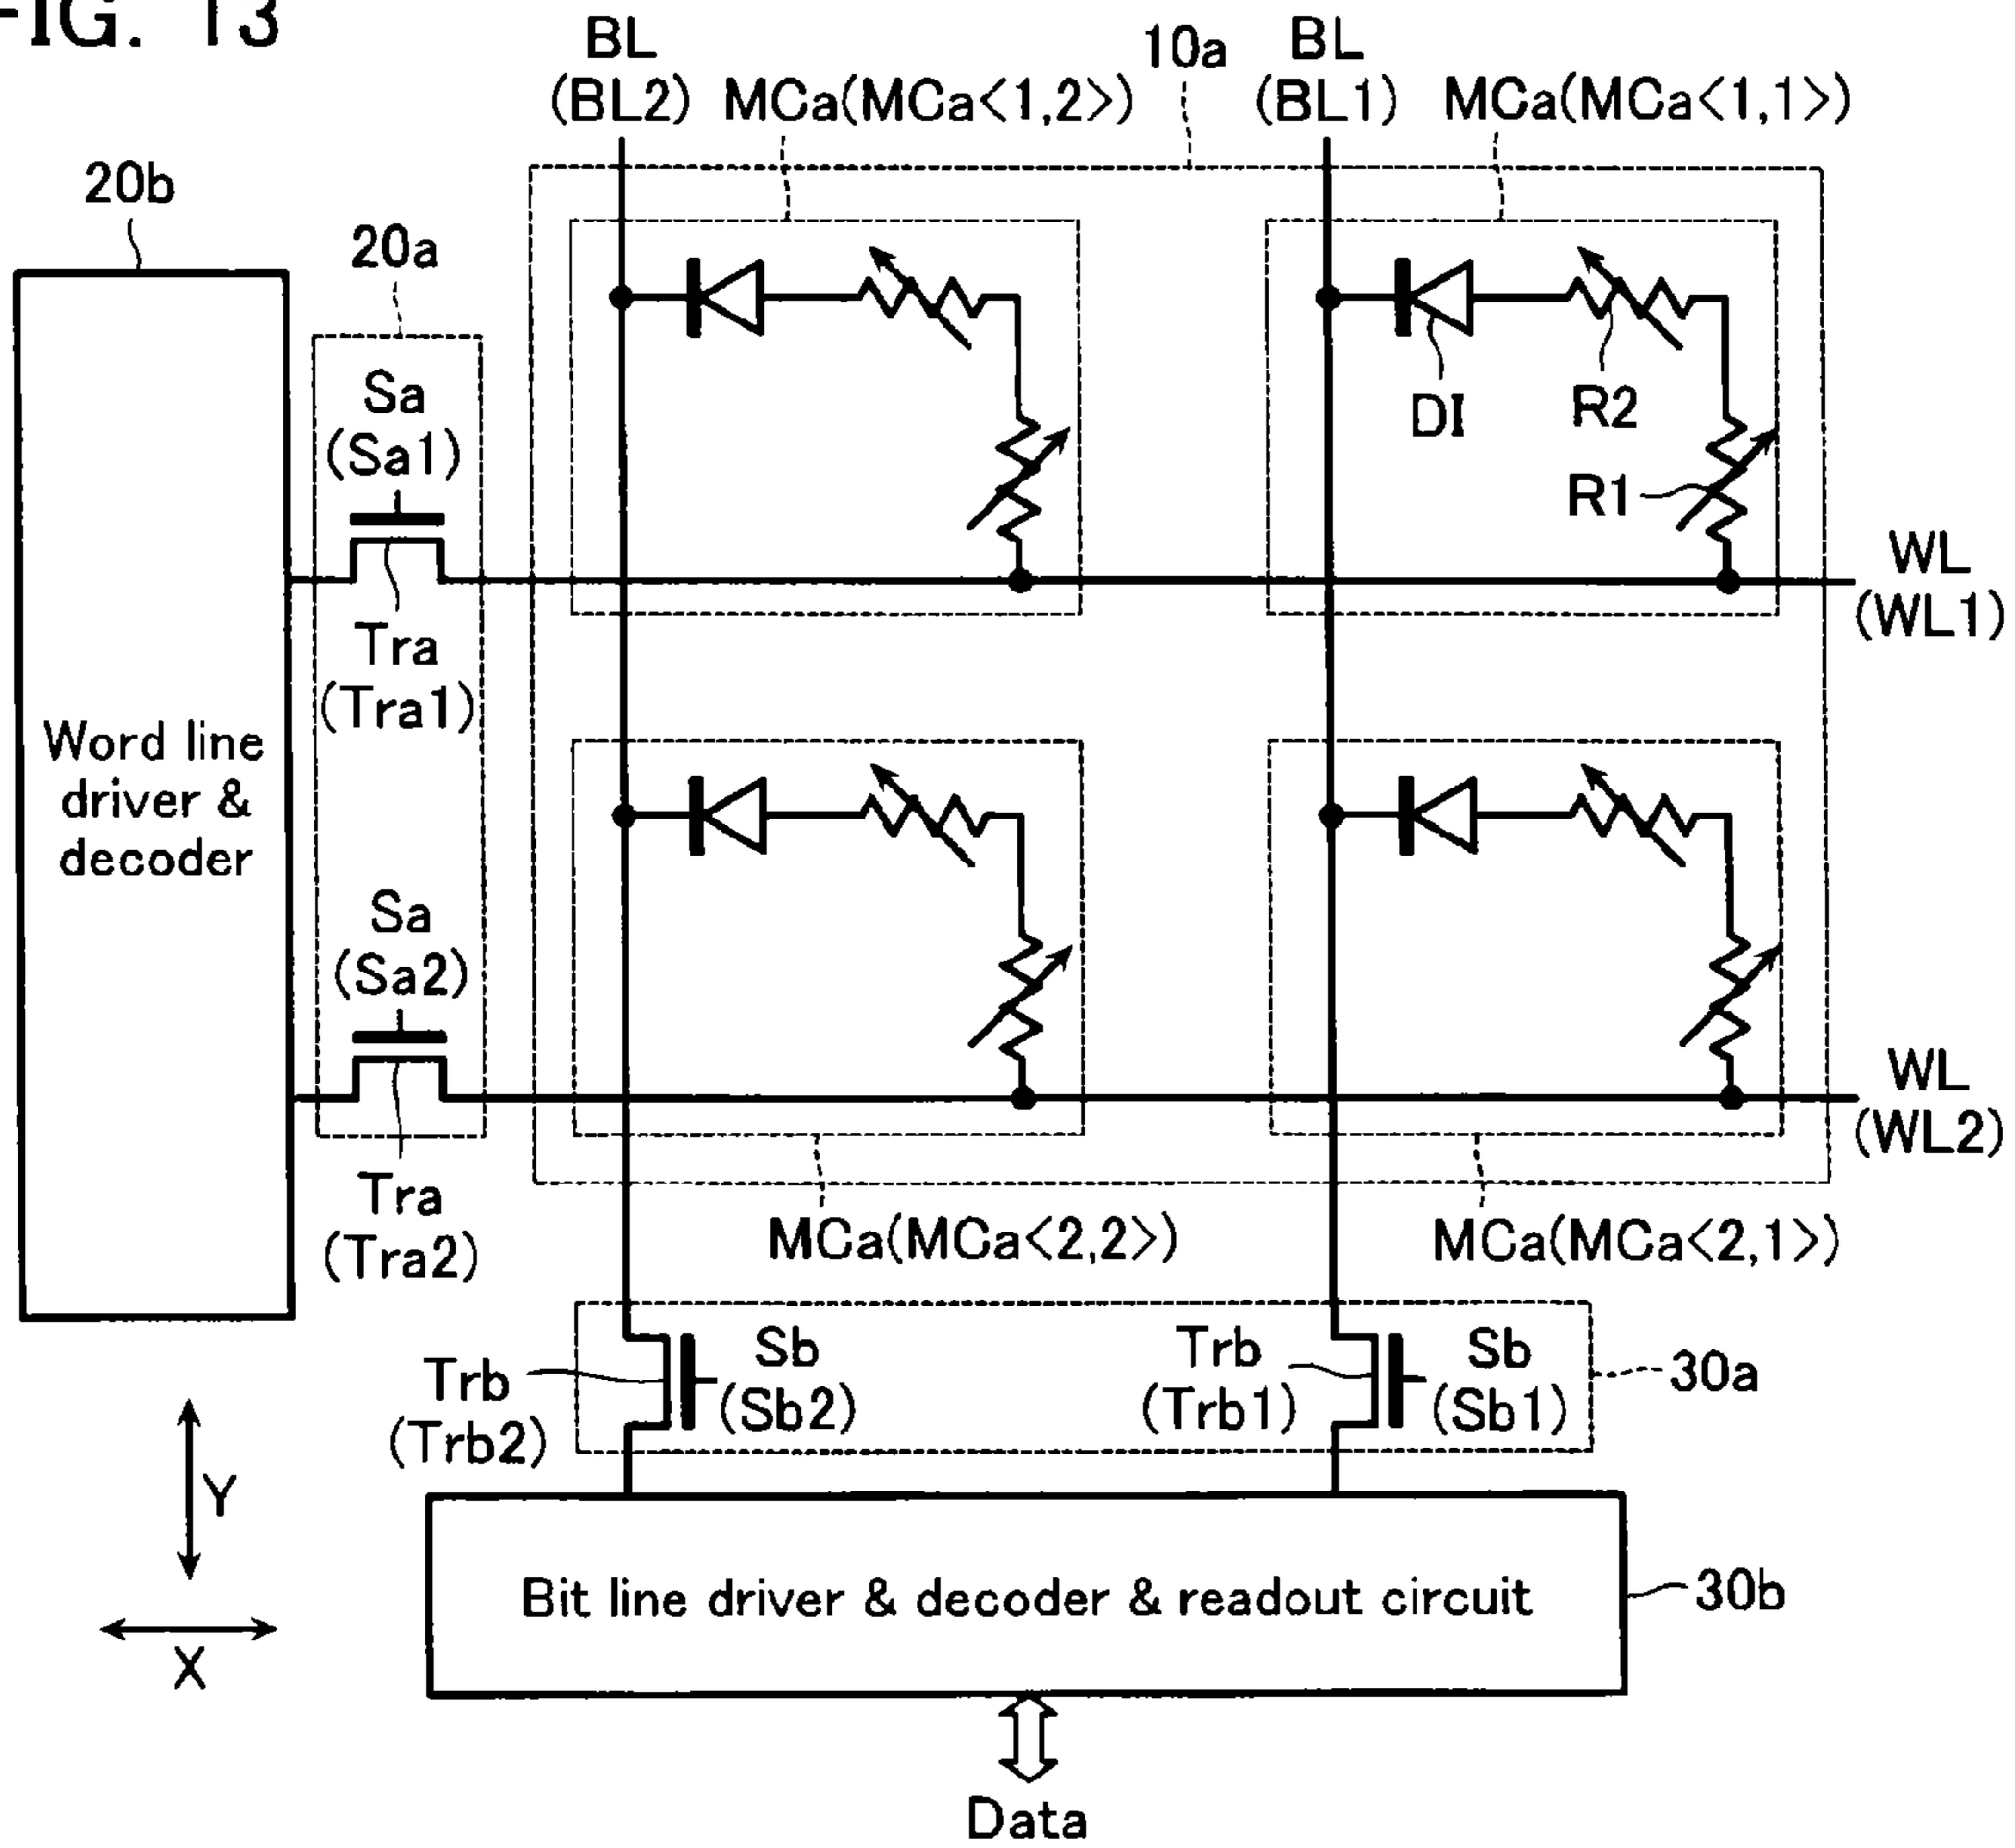 FIG. 13
BL
(BL2)
MCa(MCa<1,2>)
10a
BL
(BL1)
MCa(MCa<1,1>)
20b
20a
Sa
(Sa1)
DI
R2
R1
WL
(WL1)
Tra
(Tra1)
Word line
driver &
decoder
Sa
(Sa2)
WL
(WL2)
Tra
(Tra2)
MCa(MCa<2,2>)
MCa(MCa<2,1>)
Trb
(Trb2)
Sb
(Sb2)
Trb
(Trb1)
Sb
(Sb1)
30a
Y
X
Bit line driver & decoder & readout circuit
30b
Data